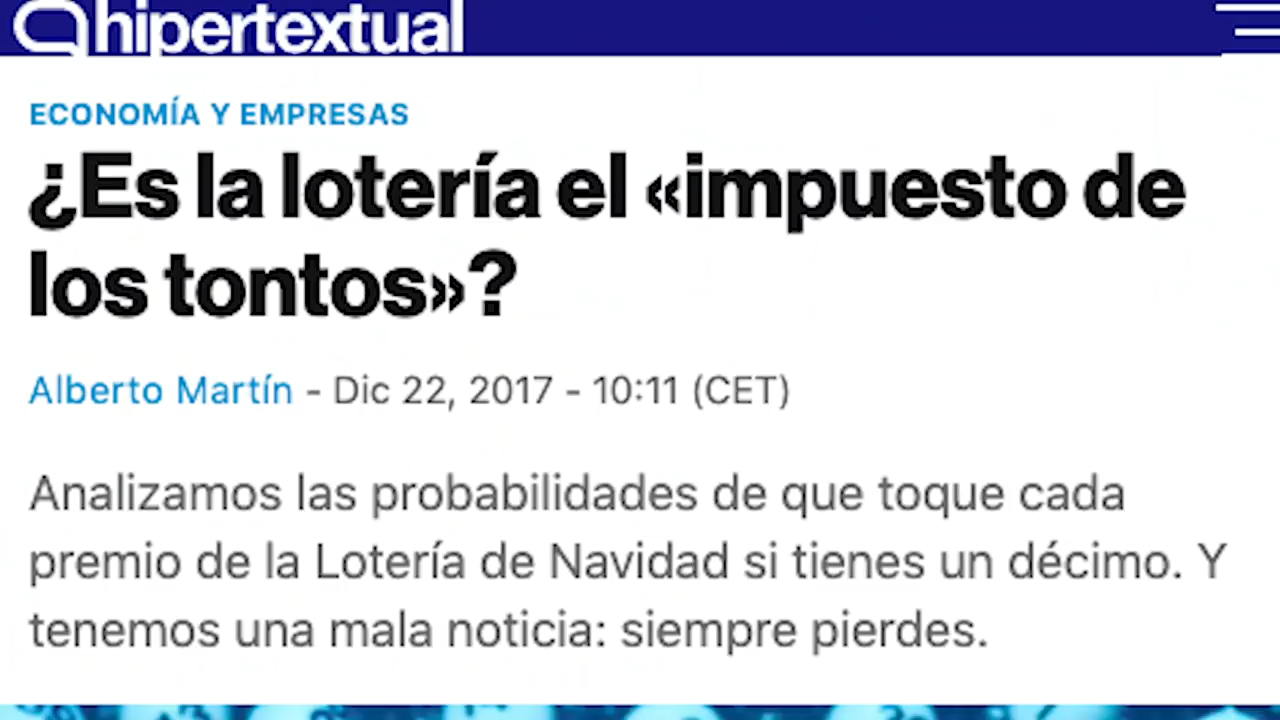 hipertextual
ECONOMÍA Y EMPRESAS
¿Es la lotería el «impuesto de
los tontos»?
Alberto Martín - Dic 22, 2017 - 10:11 (CET)
Analizamos las probabilidades de que toque cada
premio de la Lotería de Navidad si tienes un décimo. Y
tenemos una mala noticia: siempre pierdes.